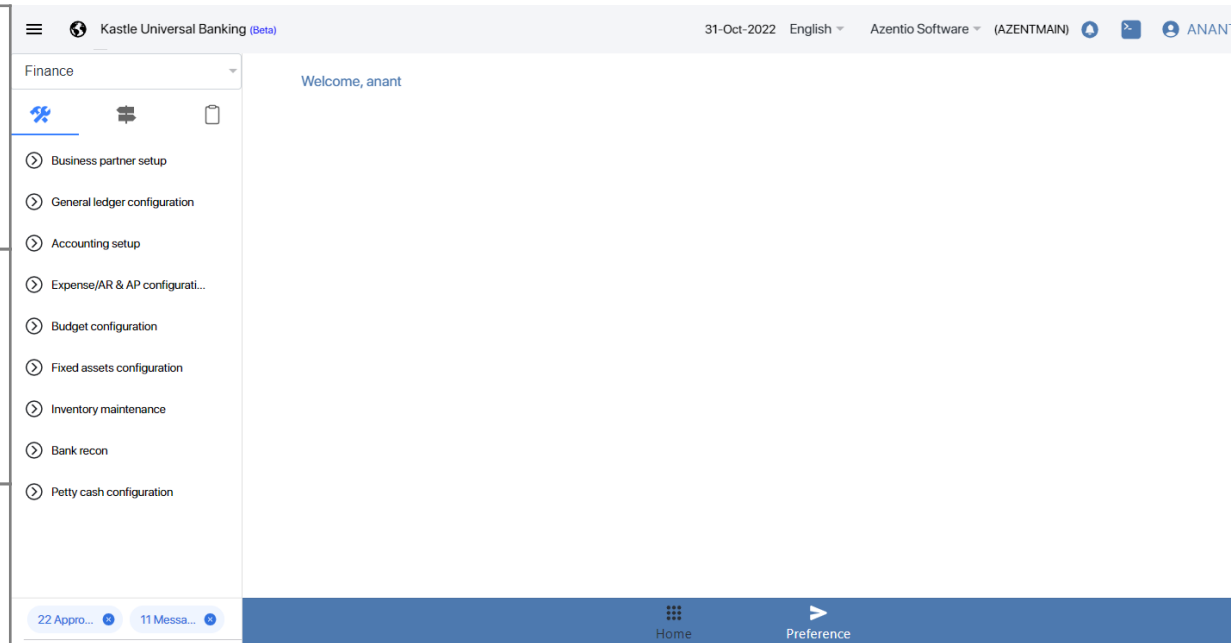 Kastle Universal Banking (Beta)
31-Oct-2022 English Azentio Software (AZENTMAIN) ANANT
Finance
Welcome, anant
Business partner setup
General ledger configuration
Accounting setup
Expense/AR & AP configurati...
Budget configuration
Fixed assets configuration
Inventory maintenance
Bank recon
Petty cash configuration
22 Appro... 11 Messa...
Home Preference